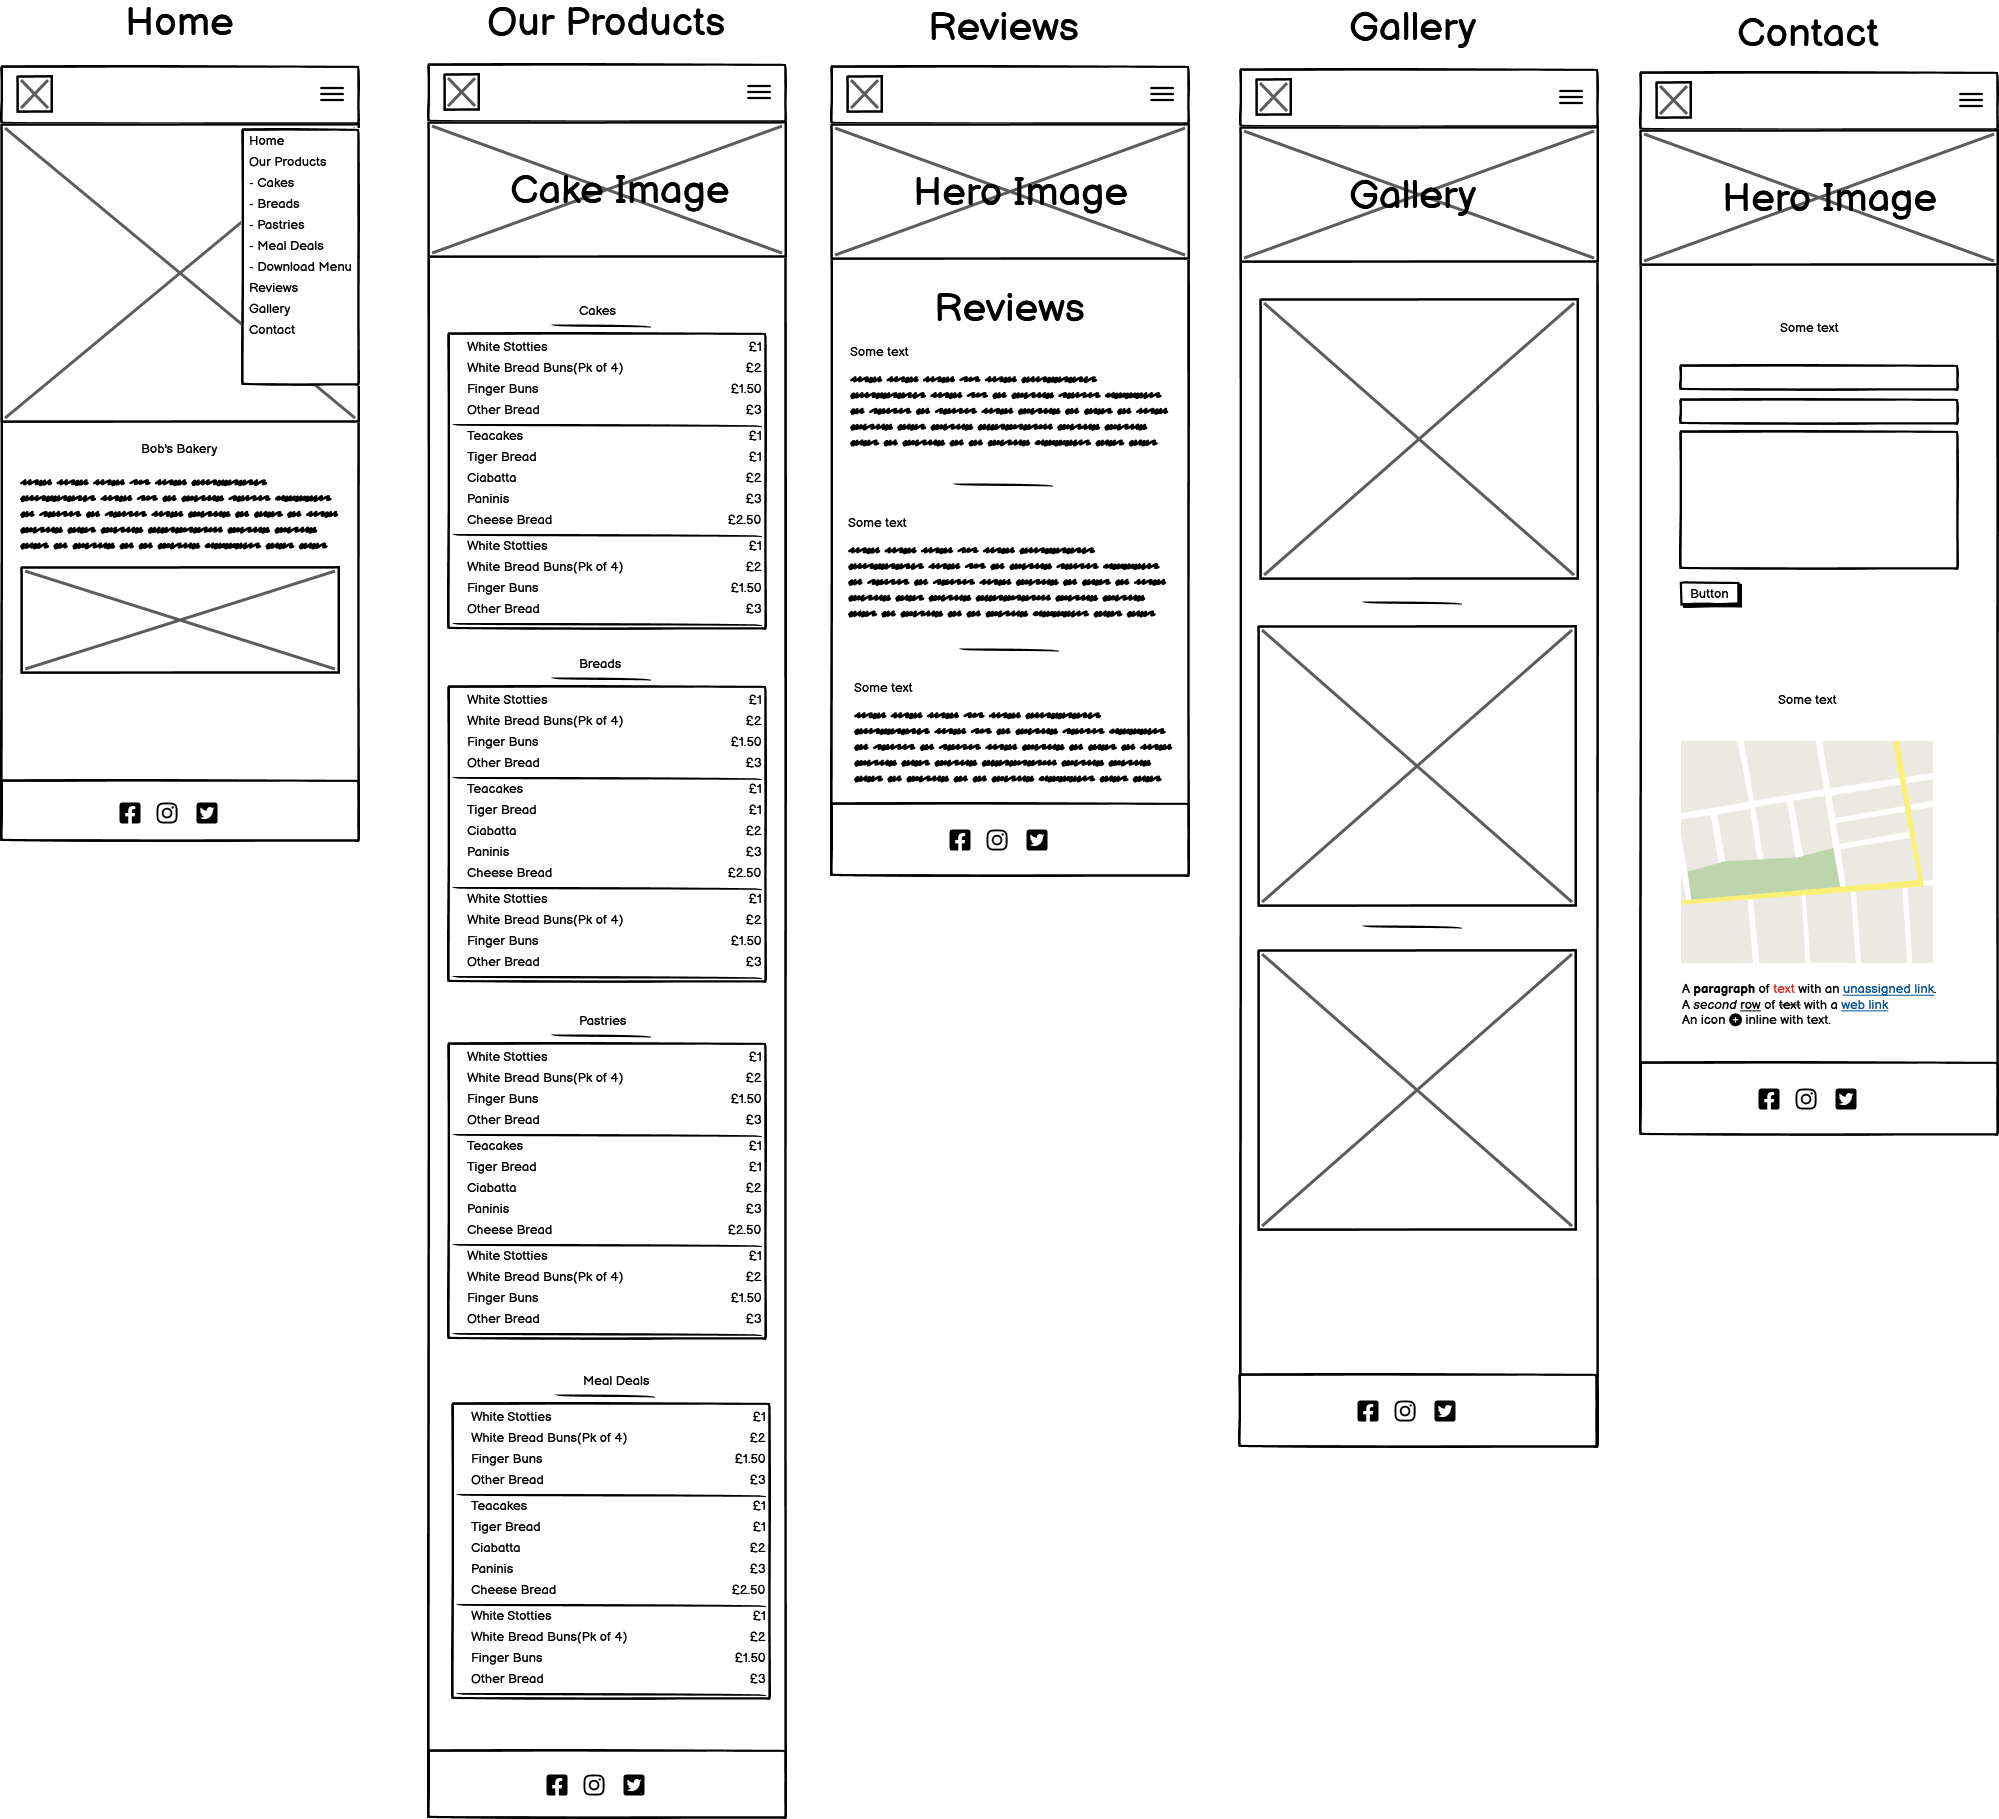 Home
Home
Our Products
- Cakes
- Breads
- Pastries
- Meal Deals
- Download Menu
Reviews
Gallery
Contact
Bob's Bakery
Our Products
Cake Image
Cakes
White Stotties £1
White Bread Buns(Pk of 4) £2
Finger Buns £1.50
Other Bread £3
Teacakes £1
Tiger Bread £1
Ciabatta £2
Paninis £3
Cheese Bread £2.50
White Stotties £1
White Bread Buns(Pk of 4) £2
Finger Buns £1.50
Other Bread £3
Breads
White Stotties £1
White Bread Buns(Pk of 4) £2
Finger Buns £1.50
Other Bread £3
Teacakes £1
Tiger Bread £1
Ciabatta £2
Paninis £3
Cheese Bread £2.50
White Stotties £1
White Bread Buns(Pk of 4) £2
Finger Buns £1.50
Other Bread £3
Pastries
White Stotties £1
White Bread Buns(Pk of 4) £2
Finger Buns £1.50
Other Bread £3
Teacakes £1
Tiger Bread £1
Ciabatta £2
Paninis £3
Cheese Bread £2.50
White Stotties £1
White Bread Buns(Pk of 4) £2
Finger Buns £1.50
Other Bread £3
Meal Deals
White Stotties £1
White Bread Buns(Pk of 4) £2
Finger Buns £1.50
Other Bread £3
Teacakes £1
Tiger Bread £1
Ciabatta £2
Paninis £3
Cheese Bread £2.50
White Stotties £1
White Bread Buns(Pk of 4) £2
Finger Buns £1.50
Other Bread £3
Reviews
Hero Image
Reviews
Some text
Some text
Some text
Gallery
Gallery
Contact
Hero Image
Some text
Button
Some text
A paragraph of text with an unassigned link.
A second row of text with a web link
An icon inline with text.